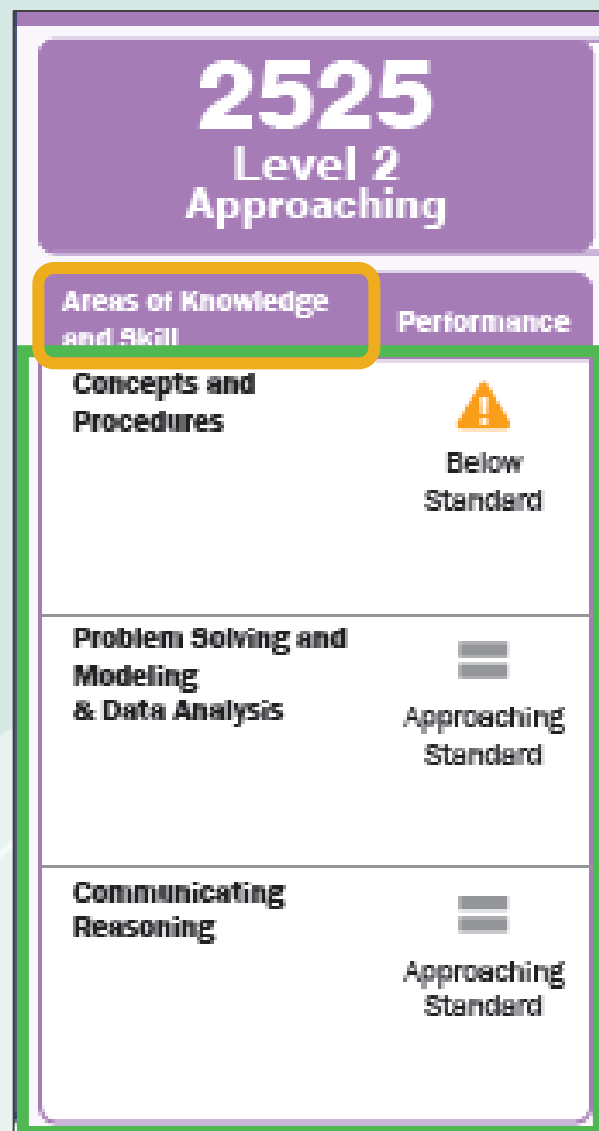 2525
Level 2
Approaching
Areas of Knowledge
and Skill
Performance
Concepts and
Procedures
Below
Standard
Problem Solving and
Modeling
& Data Analysis
Approaching
Standard
Communicating
Reasoning
Approaching
Standard